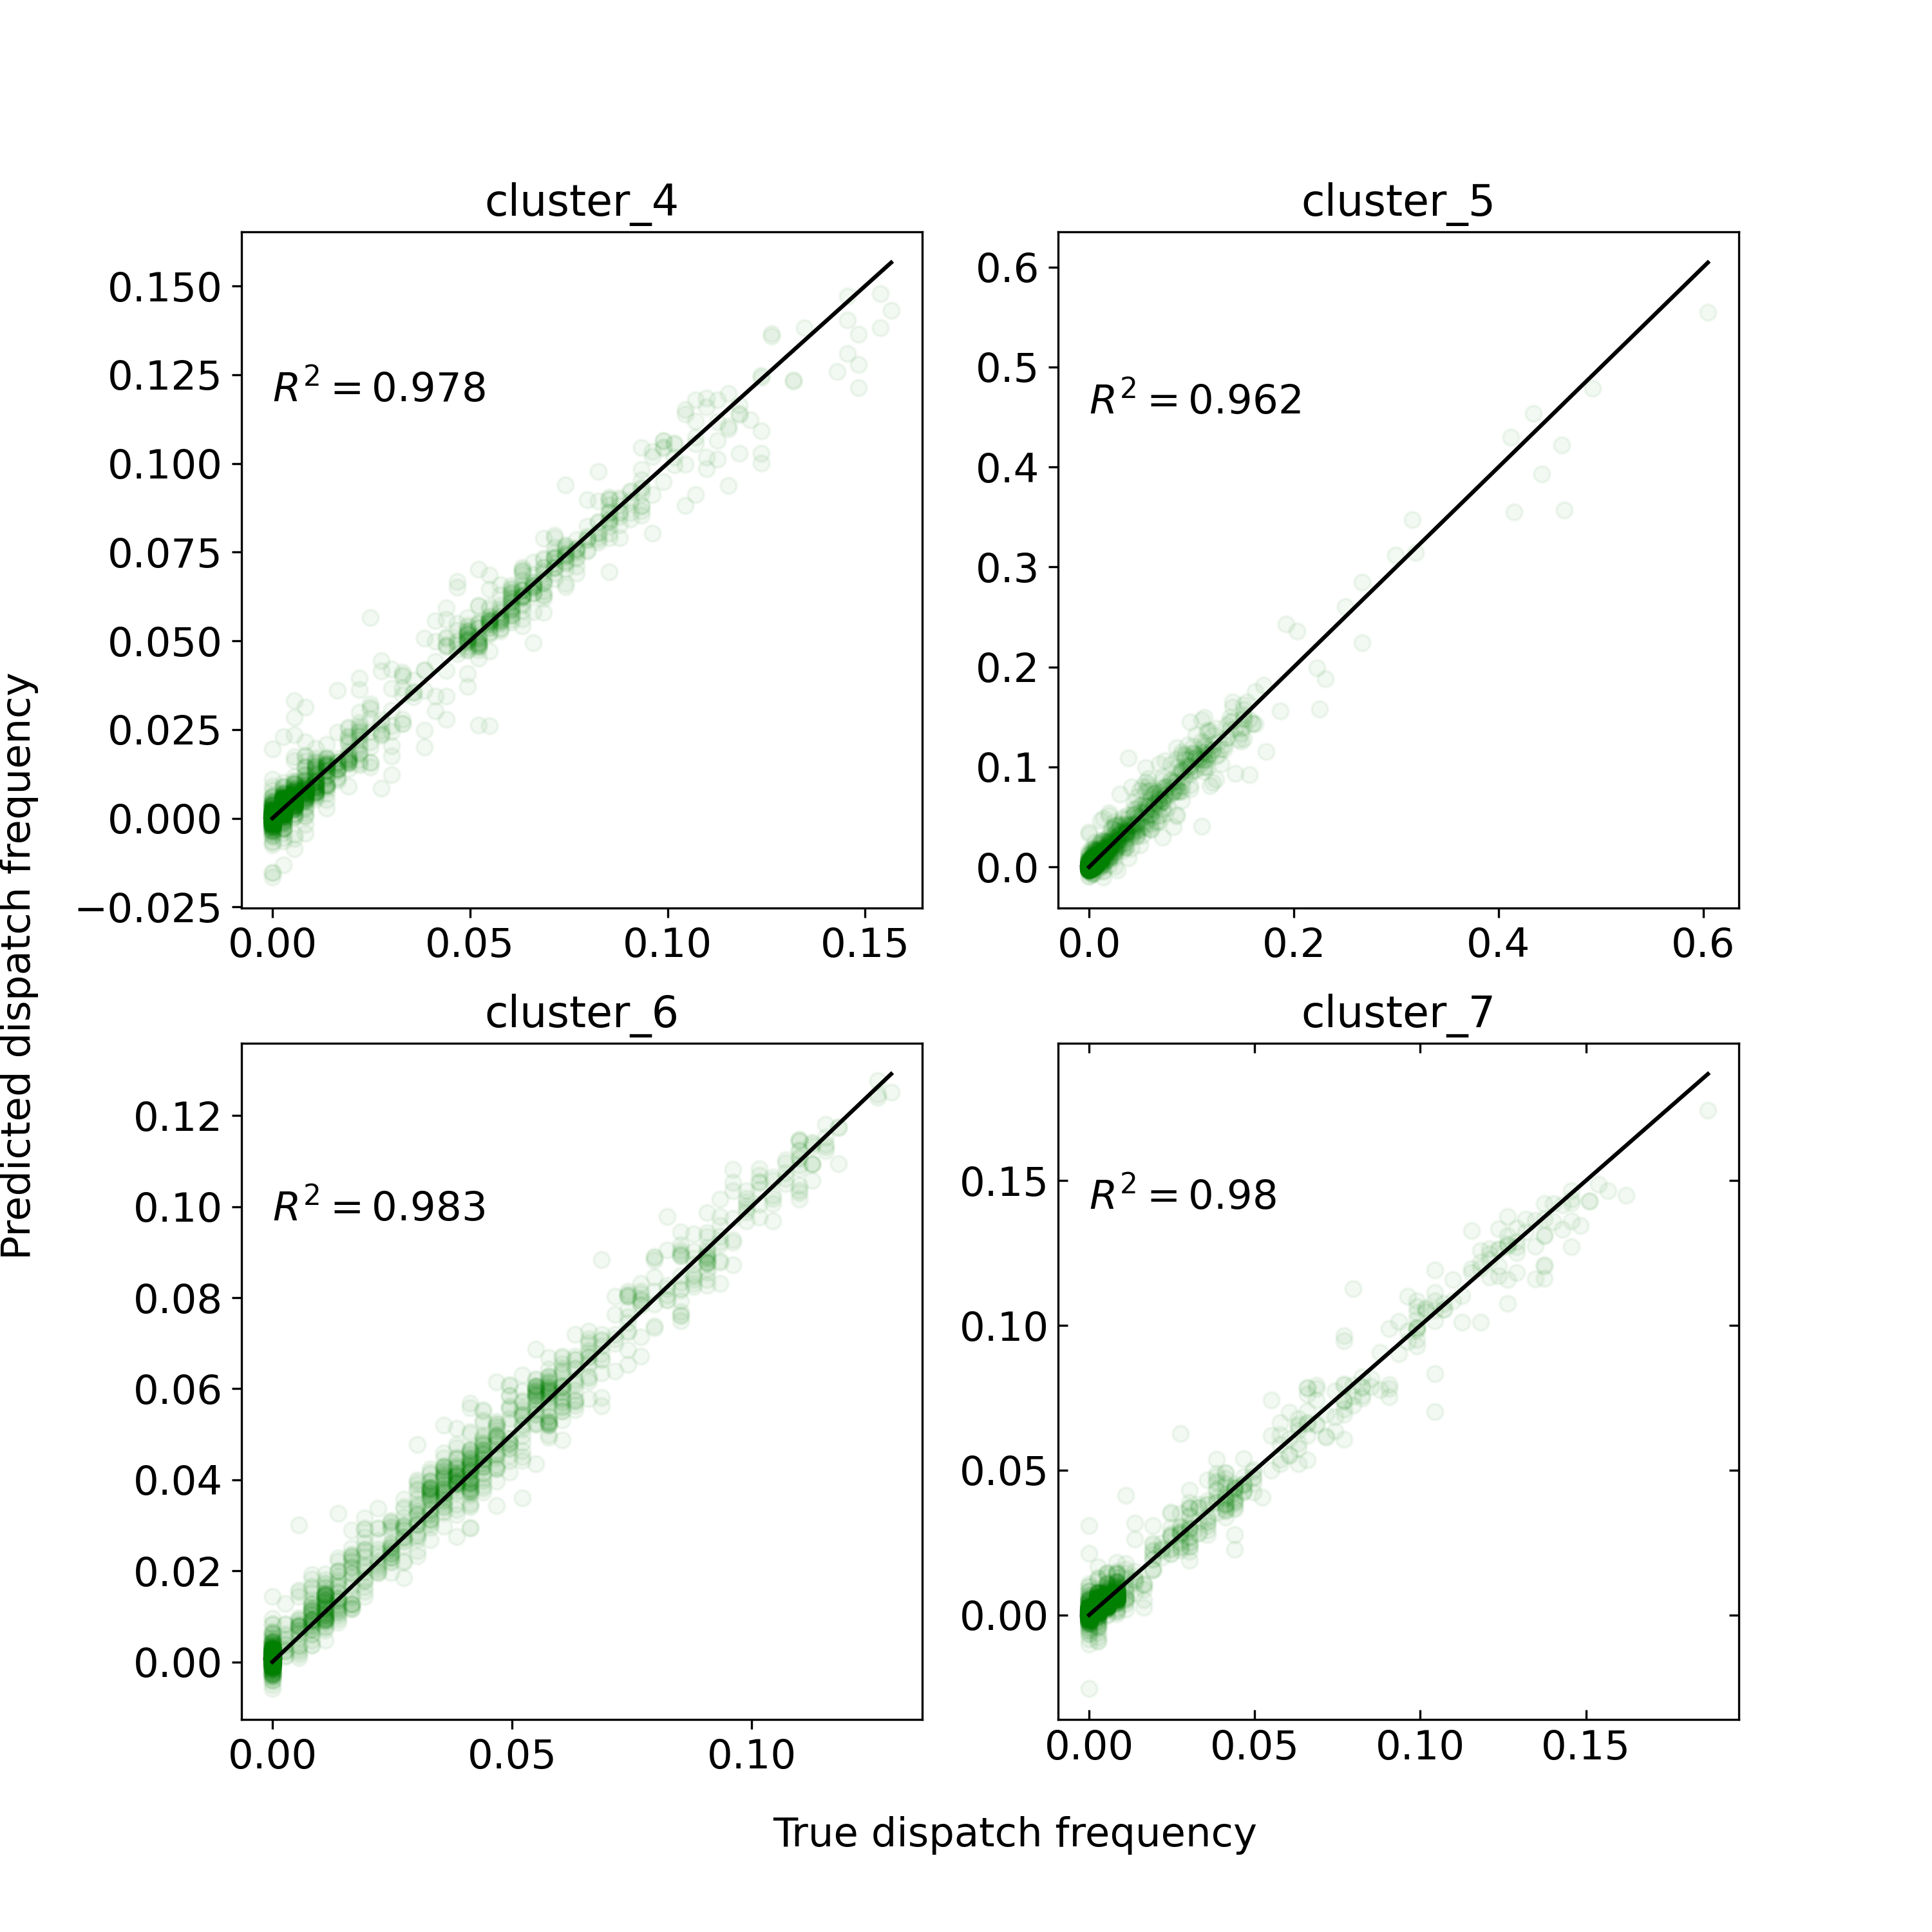 cluster_4
0.150
0.125
0.100
0.075
0.050
0.025
0.000
−0.025
R² = 0.978
0.00 0.05 0.10 0.15
cluster_5
0.6
0.5
0.4
0.3
0.2
0.1
0.0
R² = 0.962
0.0 0.2 0.4 0.6
Predicted dispatch frequency
cluster_6
0.12
0.10
0.08
0.06
0.04
0.02
0.00
R² = 0.983
0.00 0.05 0.10
cluster_7
0.15
0.10
0.05
0.00
R² = 0.98
0.00 0.05 0.10 0.15
True dispatch frequency